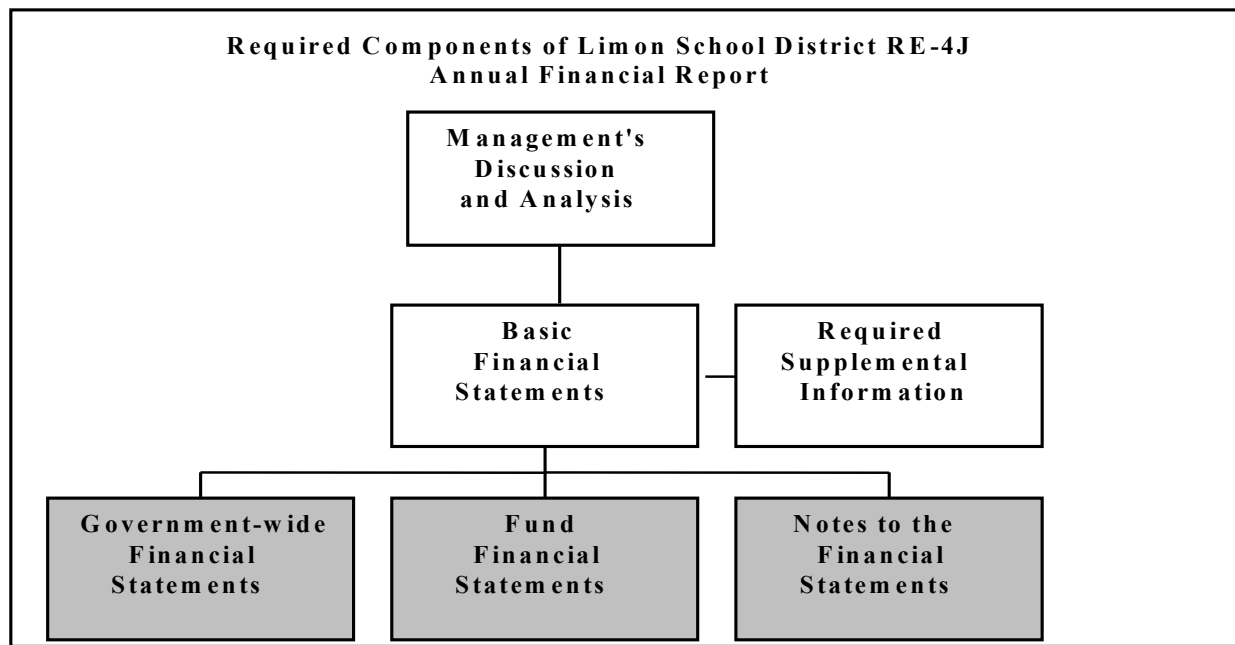 Required Components of Limon School District RE-4J
Annual Financial Report
Management's
Discussion
and Analysis
Basic
Financial
Statements
Required
Supplemental
Information
Government-wide
Financial
Statements
Fund
Financial
Statements
Notes to the
Financial
Statements